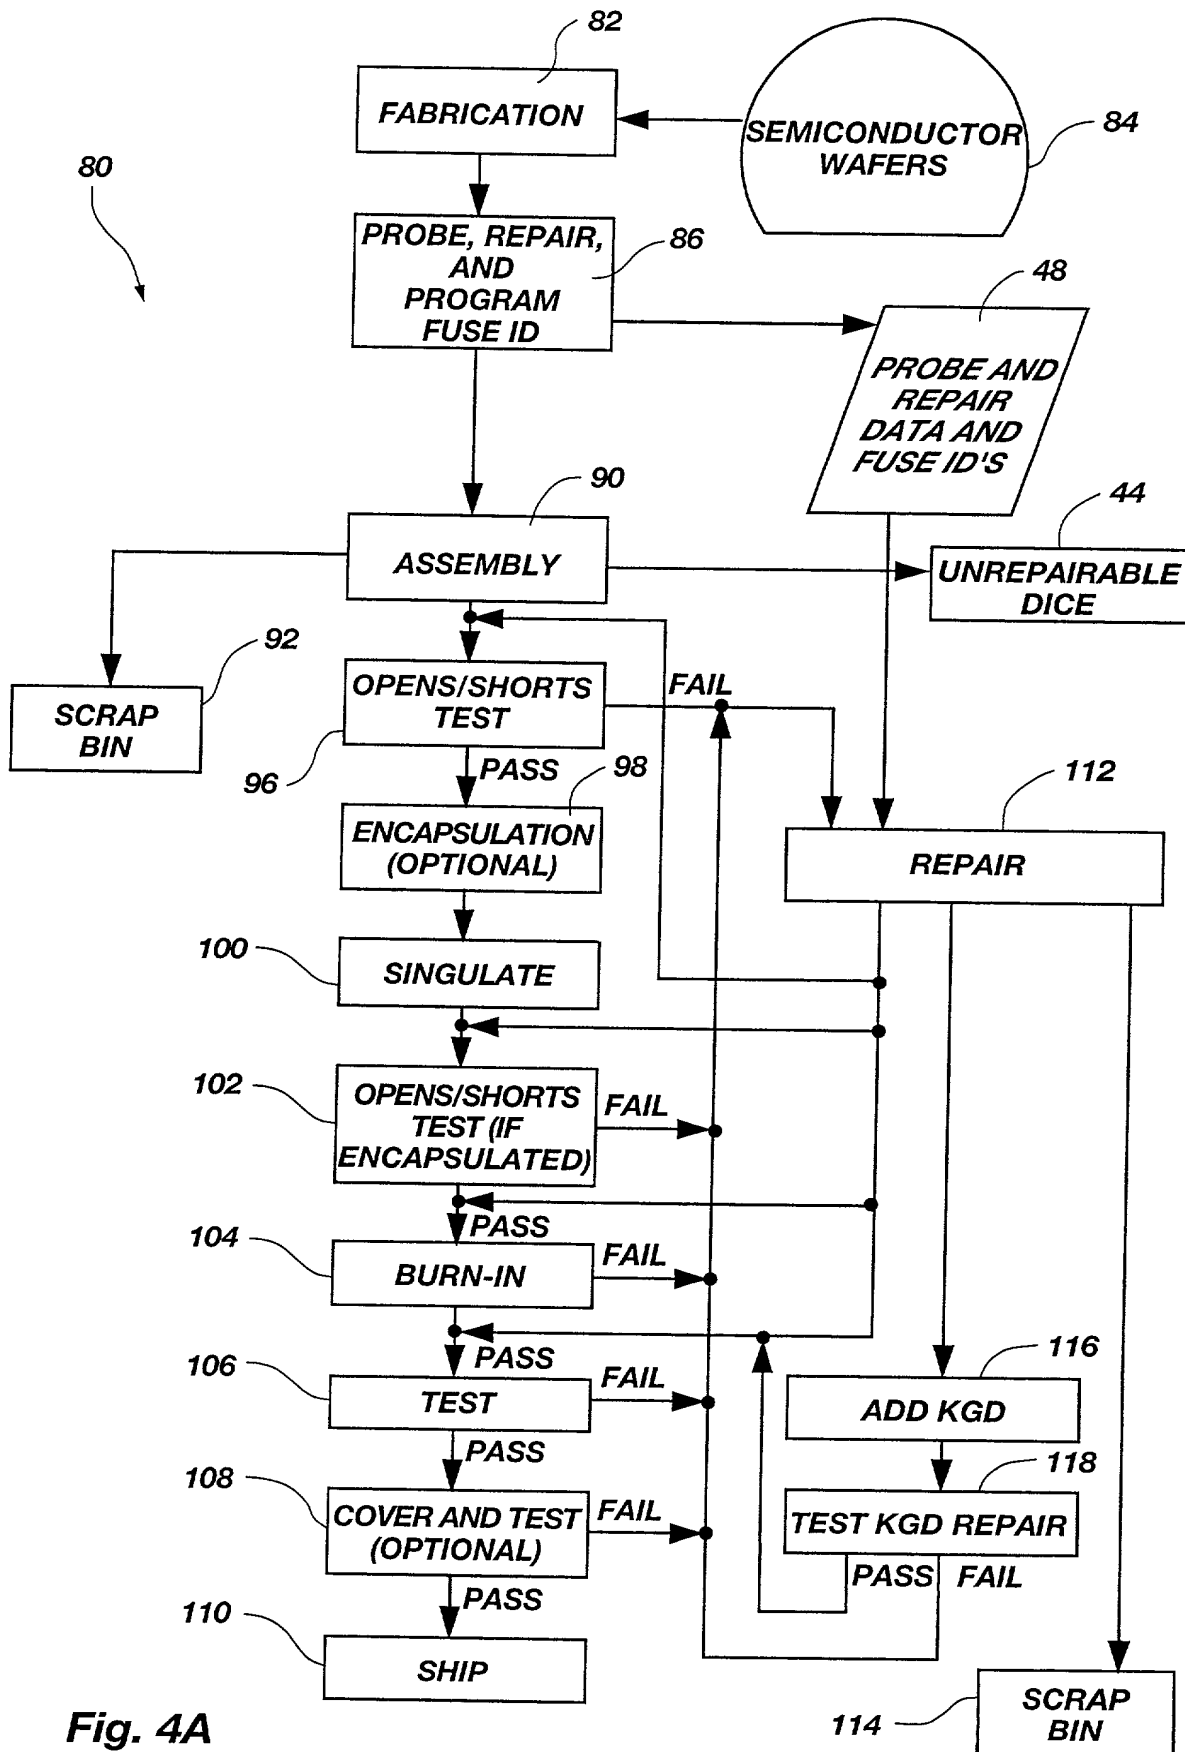 82
FABRICATION
SEMICONDUCTOR
WAFERS
84
80
PROBE, REPAIR,
AND
PROGRAM
FUSE ID
86
48
PROBE AND
REPAIR
DATA AND
FUSE ID'S
90
ASSEMBLY
44
UNREPAIRABLE
DICE
92
SCRAP
BIN
OPENS/SHORTS
TEST
FAIL
96
PASS
98
ENCAPSULATION
(OPTIONAL)
112
REPAIR
100
SINGULATE
102
OPENS/SHORTS
TEST (IF
ENCAPSULATED)
FAIL
PASS
104
BURN-IN
FAIL
PASS
106
TEST
FAIL
116
ADD KGD
PASS
108
COVER AND TEST
(OPTIONAL)
FAIL
118
TEST KGD REPAIR
PASS
FAIL
PASS
110
SHIP
114
SCRAP
BIN
Fig. 4A